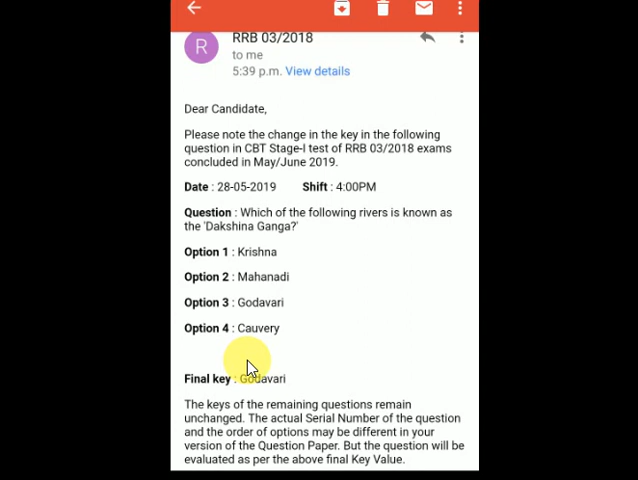 R
RRB 03/2018
to me
5:39 p.m. View details
Dear Candidate,
Please note the change in the key in the following
question in CBT Stage-I test of RRB 03/2018 exams
concluded in May/June 2019.
Date : 28-05-2019 Shift : 4:00PM
Question : Which of the following rivers is known as
the 'Dakshina Ganga?'
Option 1 : Krishna
Option 2 : Mahanadi
Option 3 : Godavari
Option 4 : Cauvery
Final key : Godavari
The keys of the remaining questions remain
unchanged. The actual Serial Number of the question
and the order of options may be different in your
version of the Question Paper. But the question will be
evaluated as per the above final Key Value.